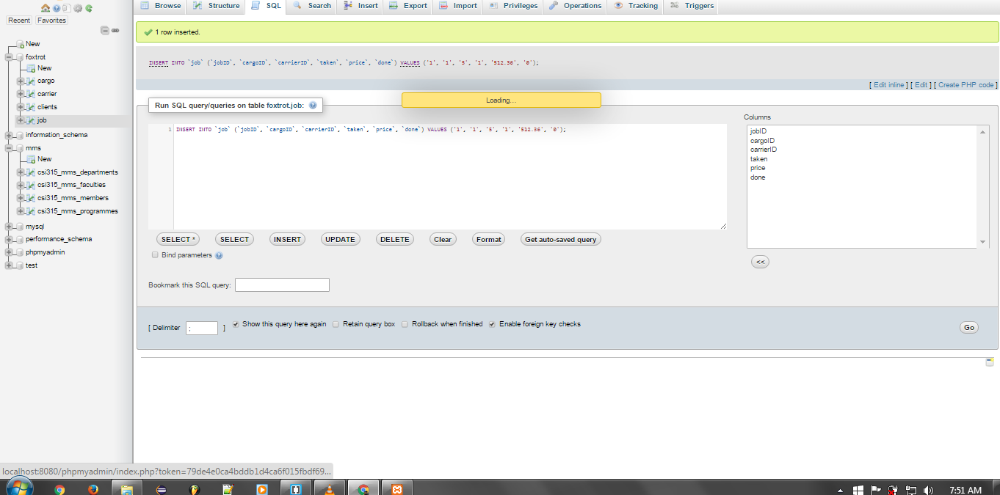 Recent Favorites
New
foxtrot
New
cargo
carrier
clients
job
information_schema
mms
New
csi315_mms_departments
csi315_mms_faculties
csi315_mms_members
csi315_mms_programmes
mysql
performance_schema
phpmyadmin
test
Browse Structure SQL Search Insert Export Import Privileges Operations Tracking Triggers
1 row inserted.
INSERT INTO `job` (`jobID`, `cargoID`, `carrierID`, `taken`, `price`, `done`) VALUES ('1', '1', '5', '1', '512.36', '0');
[ Edit inline ] [ Edit ] [ Create PHP code ]
Loading...
Run SQL query/queries on table foxtrot.job:
1 INSERT INTO `job` (`jobID`, `cargoID`, `carrierID`, `taken`, `price`, `done`) VALUES ('1', '1', '5', '1', '512.36', '0');
Columns
jobID
cargoID
carrierID
taken
price
done
SELECT * SELECT INSERT UPDATE DELETE Clear Format Get auto-saved query
<<
Bind parameters
Bookmark this SQL query:
[ Delimiter ; ] Show this query here again Retain query box Rollback when finished Enable foreign key checks Go
localhost:8080/phpmyadmin/index.php?token=79de4e0ca4bddb1d4ca6f015fbdf69...
7:51 AM